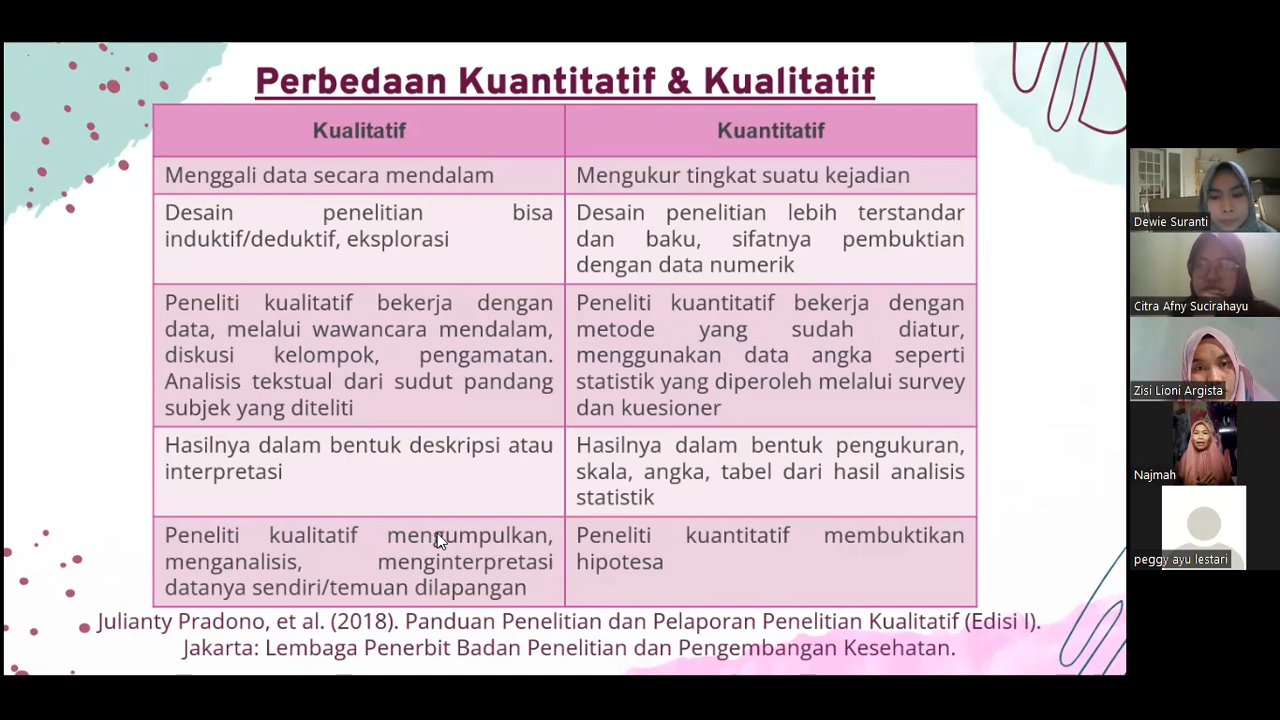 Perbedaan Kuantitatif & Kualitatif
Kualitatif
Kuantitatif
Menggali data secara mendalam
Mengukur tingkat suatu kejadian
Desain penelitian bisa
induktif/deduktif, eksplorasi
Desain penelitian lebih terstandar
dan baku, sifatnya pembuktian
dengan data numerik
Peneliti kualitatif bekerja dengan
data, melalui wawancara mendalam,
diskusi kelompok, pengamatan.
Analisis tekstual dari sudut pandang
subjek yang diteliti
Peneliti kuantitatif bekerja dengan
metode yang sudah diatur,
menggunakan data angka seperti
statistik yang diperoleh melalui survey
dan kuesioner
Hasilnya dalam bentuk deskripsi atau
interpretasi
Hasilnya dalam bentuk pengukuran,
skala, angka, tabel dari hasil analisis
statistik
Peneliti kualitatif mengumpulkan,
menganalisis, menginterpretasi
datanya sendiri/temuan dilapangan
Peneliti kuantitatif membuktikan
hipotesa
Julianty Pradono, et al. (2018). Panduan Penelitian dan Pelaporan Penelitian Kualitatif (Edisi I).
Jakarta: Lembaga Penerbit Badan Penelitian dan Pengembangan Kesehatan.
Dewie Suranti
Citra Afny Sucirahayu
Zisi Lioni Argista
Najmah
peggy ayu lestari